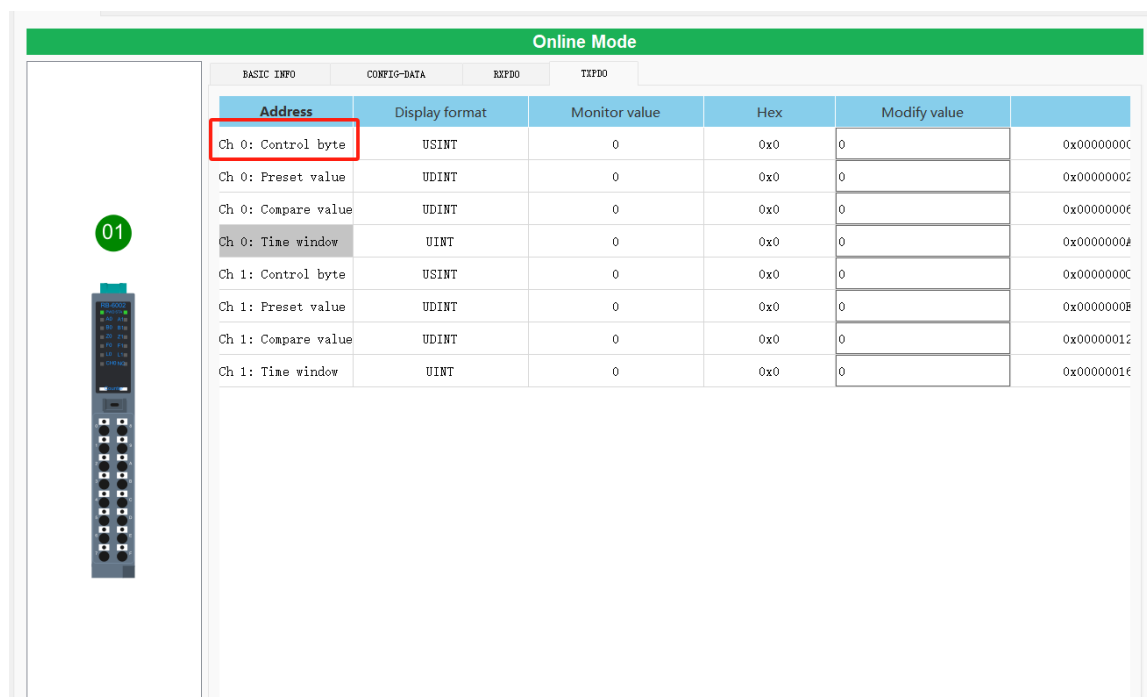 Online Mode
BASIC INFO CONFIG-DATA RXPDO TXPDO
Address Display format Monitor value Hex Modify value
Ch 0: Control byte USINT 0 0x0 0 0x0000000
Ch 0: Preset value UDINT 0 0x0 0 0x00000002
Ch 0: Compare value UDINT 0 0x0 0 0x00000006
01
Ch 0: Time window UINT 0 0x0 0 0x0000000A
Ch 1: Control byte USINT 0 0x0 0 0x0000000C
Ch 1: Preset value UDINT 0 0x0 0 0x0000000E
Ch 1: Compare value UDINT 0 0x0 0 0x00000012
Ch 1: Time window UINT 0 0x0 0 0x00000016